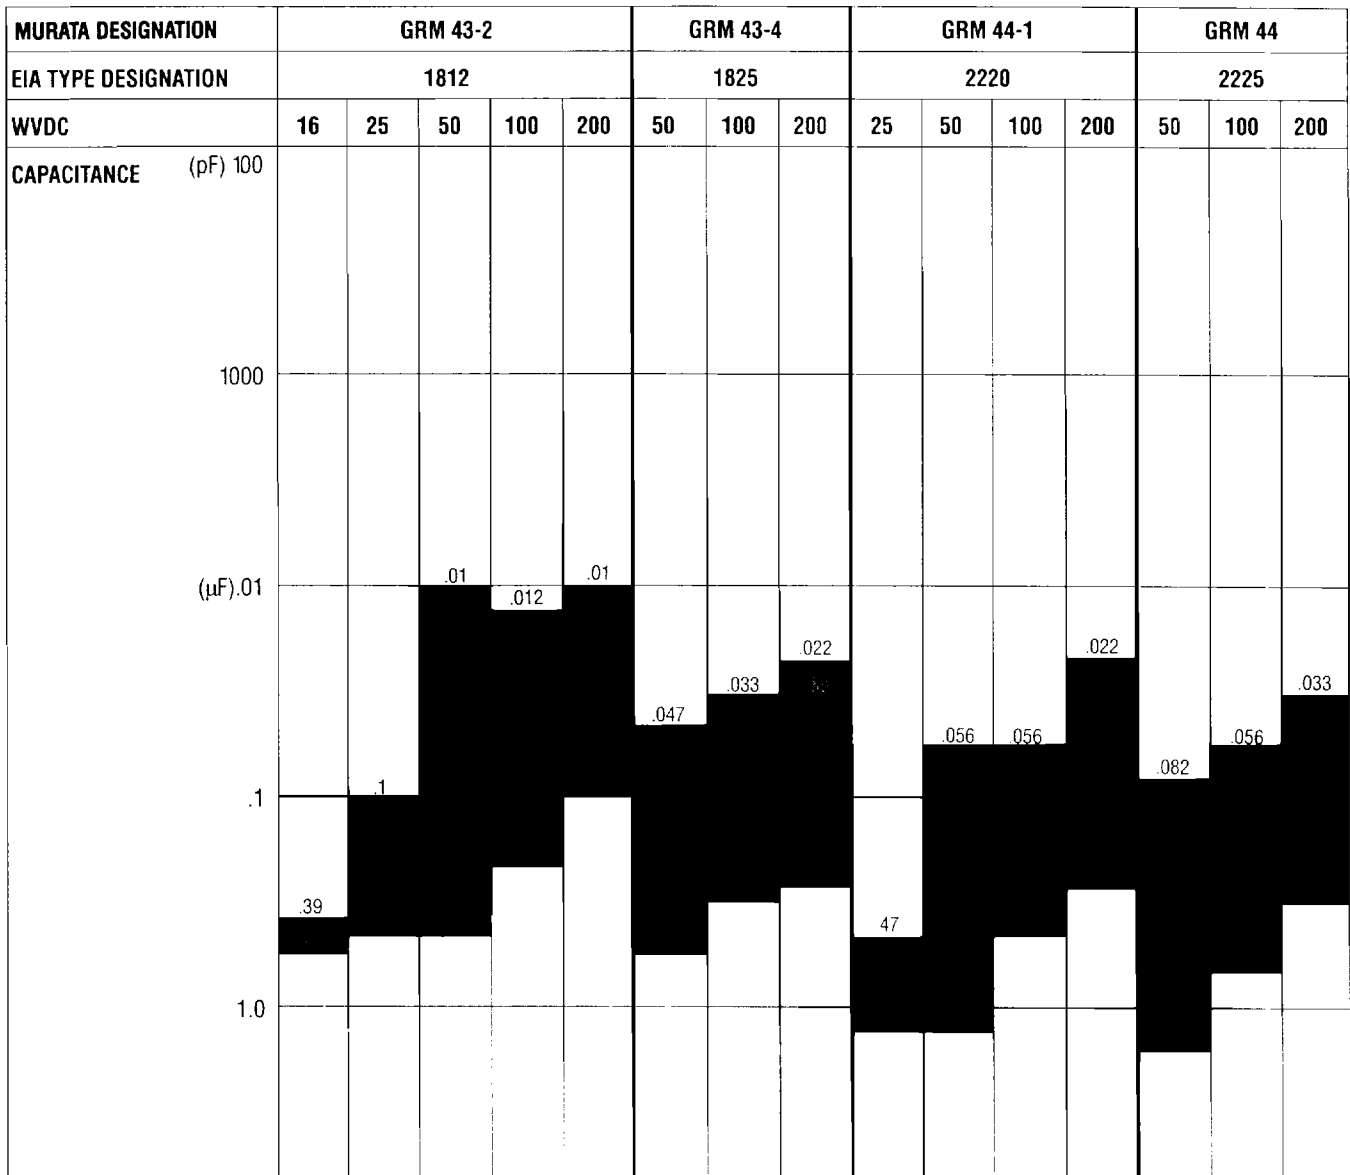 MURATA DESIGNATION GRM 43-2 GRM 43-4 GRM 44-1 GRM 44
EIA TYPE DESIGNATION 1812 1825 2220 2225
WVDC 16 25 50 100 200 50 100 200 25 50 100 200 50 100 200
CAPACITANCE (pF) 100
1000
(µF).01 .01 .012 .01
.022 .022
.033 .033
.047 .056 .056 .056
.082
.1 .1
.39
47
1.0